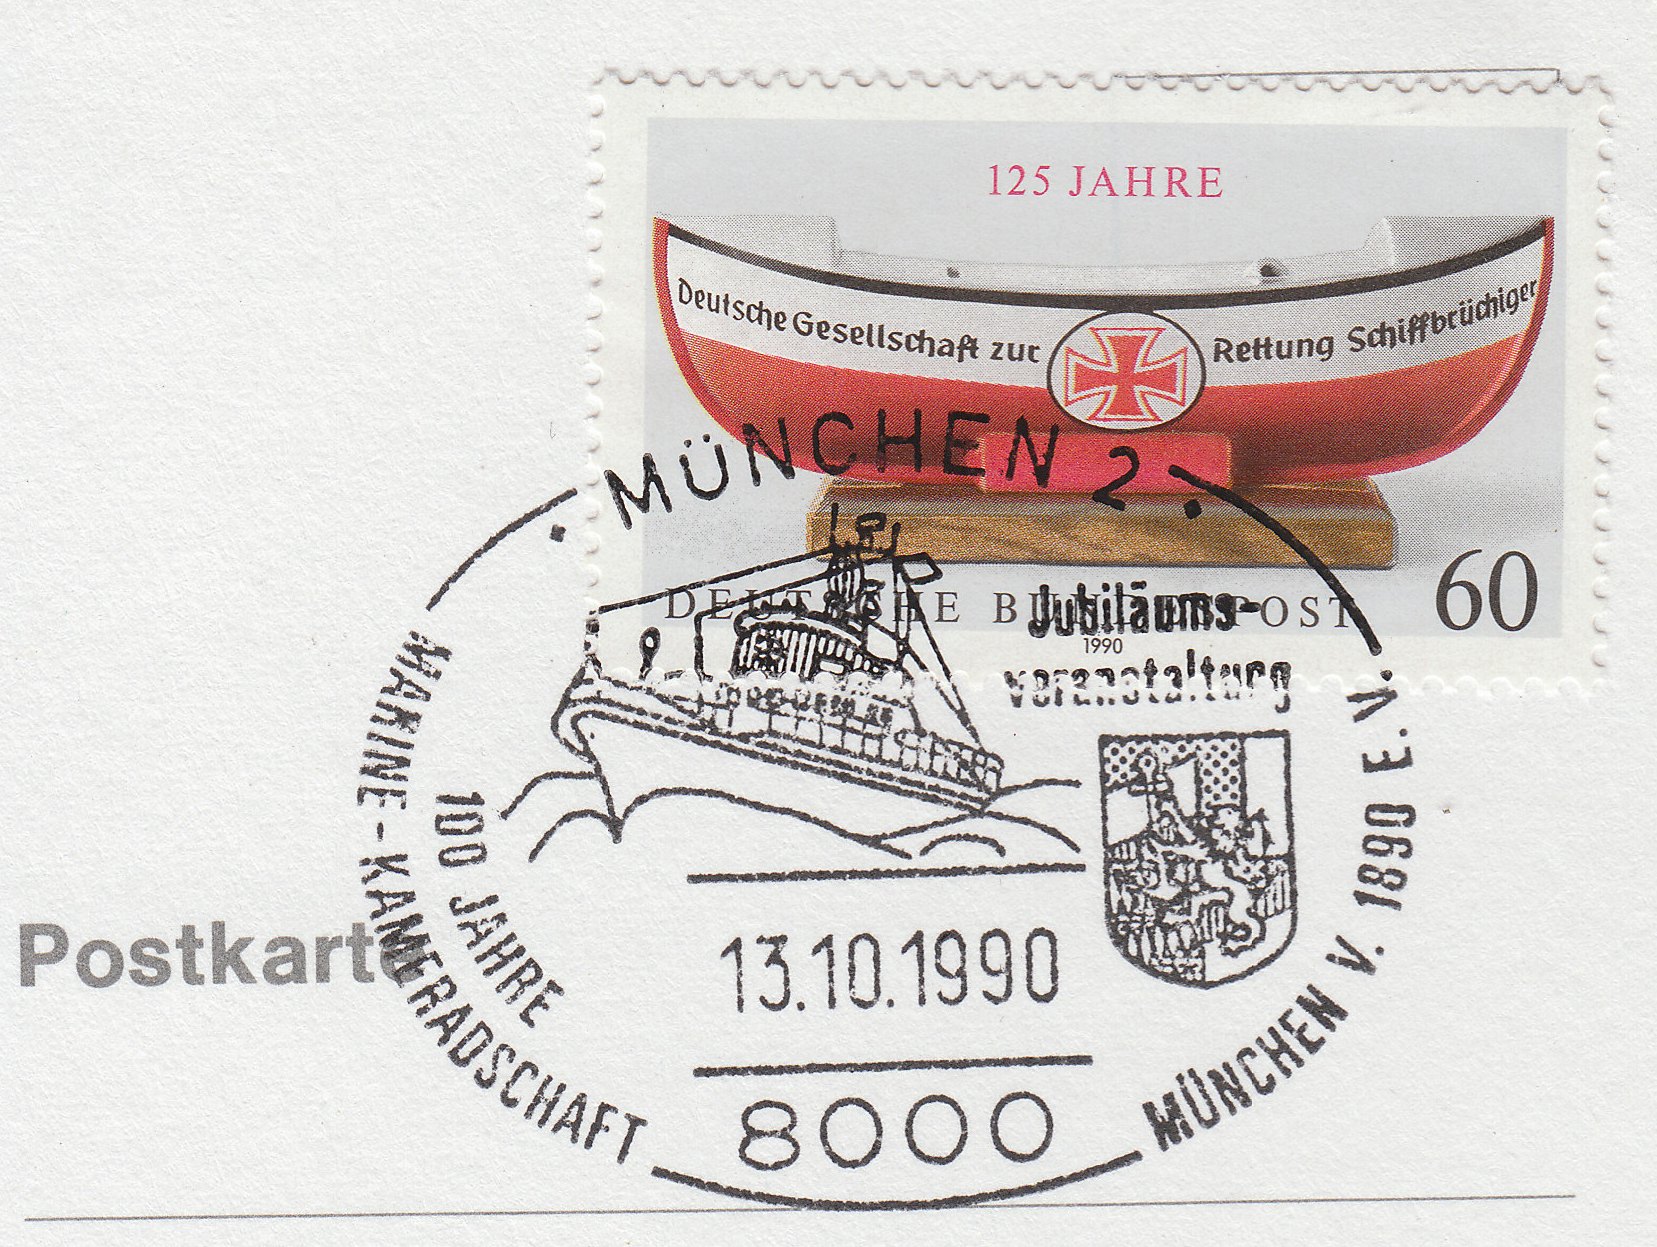 125 JAHRE
Deutsche Gesellschaft zur Rettung Schiffbrüchiger
DEUTSCHE BUNDESPOST
60
1990
MÜNCHEN 2
Jubiläums-
veranstaltung
100 JAHRE
MARINE-KAMERADSCHAFT
MÜNCHEN V. 1890 E.V.
13.10.1990
8000
Postkarte